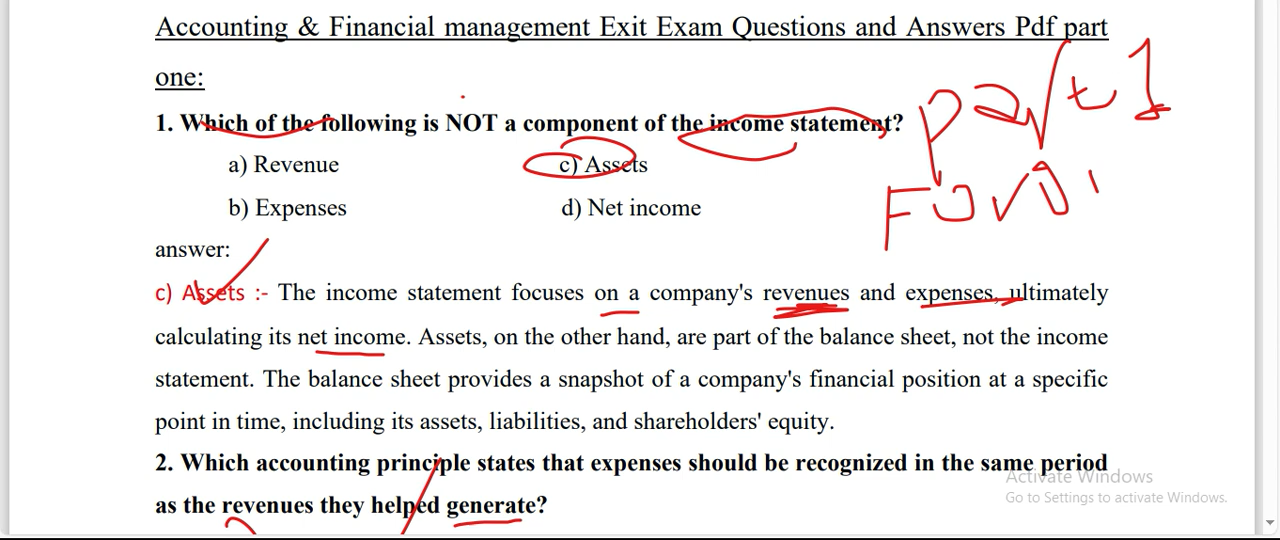 Accounting & Financial management Exit Exam Questions and Answers Pdf part
one:
part 1
1. Which of the following is NOT a component of the income statement?
a) Revenue
c) Assets
b) Expenses
d) Net income
answer:
c) Assets :- The income statement focuses on a company's revenues and expenses, ultimately
calculating its net income. Assets, on the other hand, are part of the balance sheet, not the income
statement. The balance sheet provides a snapshot of a company's financial position at a specific
point in time, including its assets, liabilities, and shareholders' equity.
2. Which accounting principle states that expenses should be recognized in the same period
as the revenues they helped generate?
Activate Windows
Go to Settings to activate Windows.